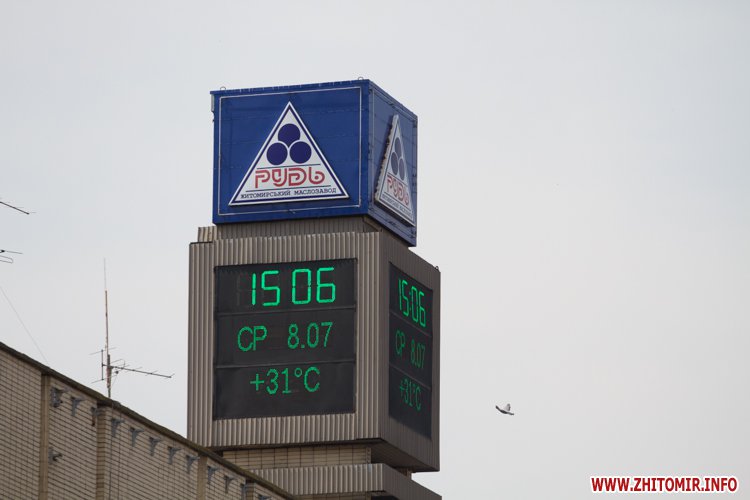 РУДЬ
ЖИТОМИРСЬКИЙ МАСЛОЗАВОД
РУДЬ
15 06
СР 8.07
+31°C
15:06
СР 8.07
+31°C
WWW.ZHITOMIR.INFO